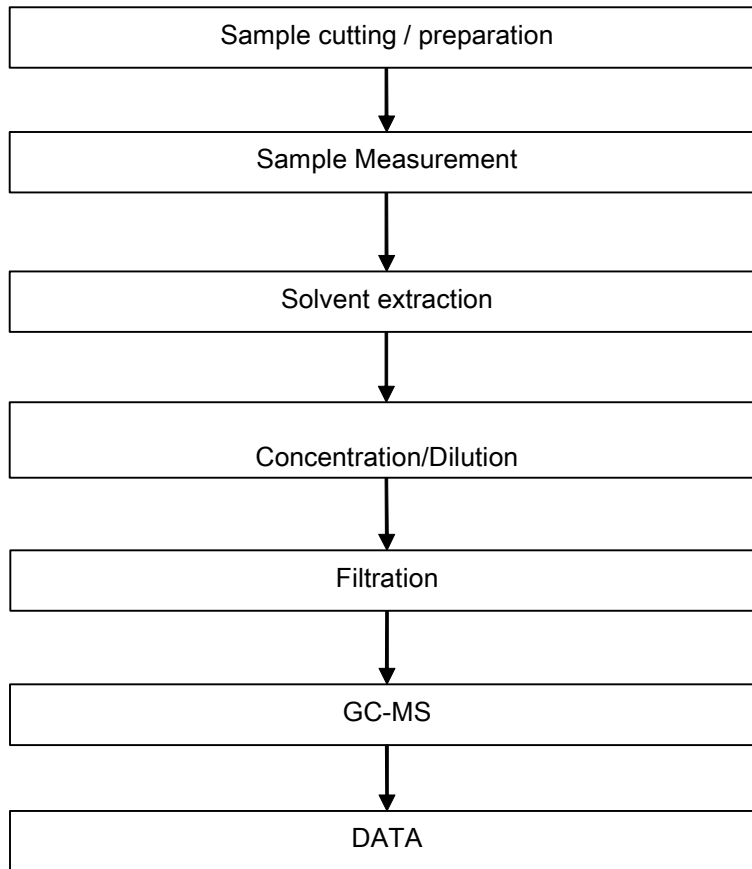 Sample cutting / preparation
Sample Measurement
Solvent extraction
Concentration/Dilution
Filtration
GC-MS
DATA